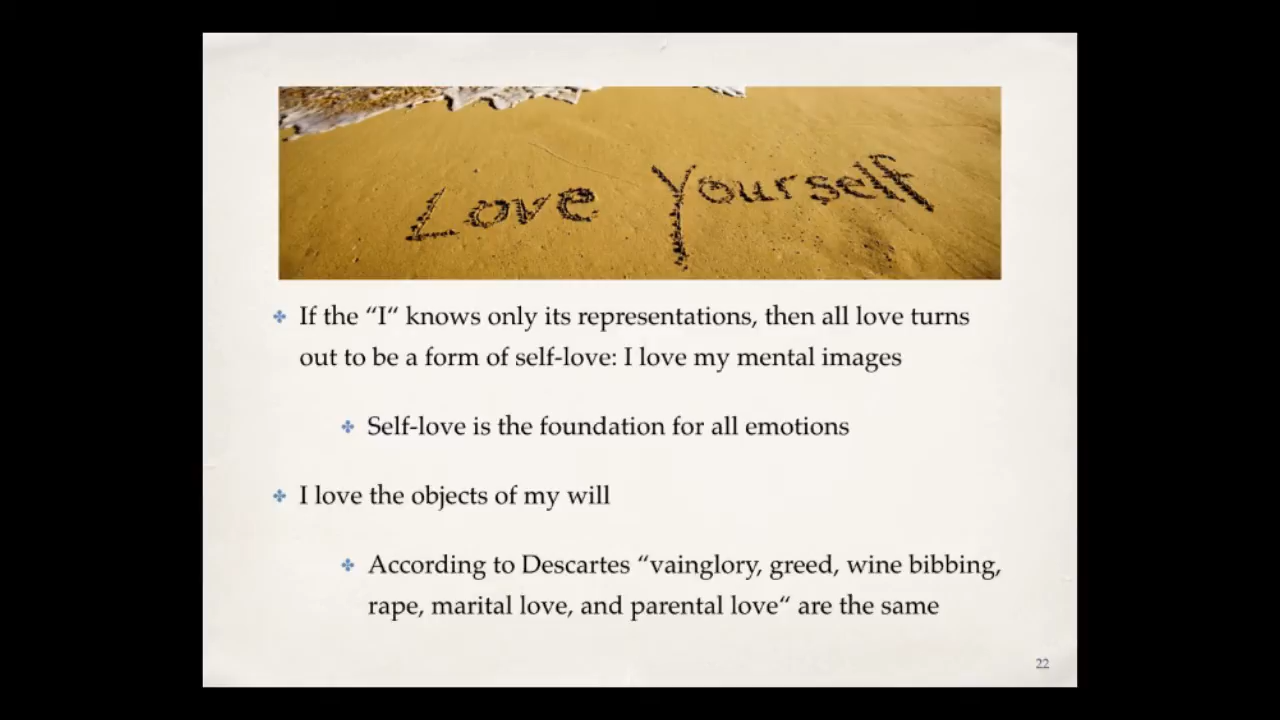 Love Yourself
If the “I“ knows only its representations, then all love turns
out to be a form of self-love: I love my mental images
Self-love is the foundation for all emotions
I love the objects of my will
According to Descartes “vainglory, greed, wine bibbing,
rape, marital love, and parental love“ are the same
22